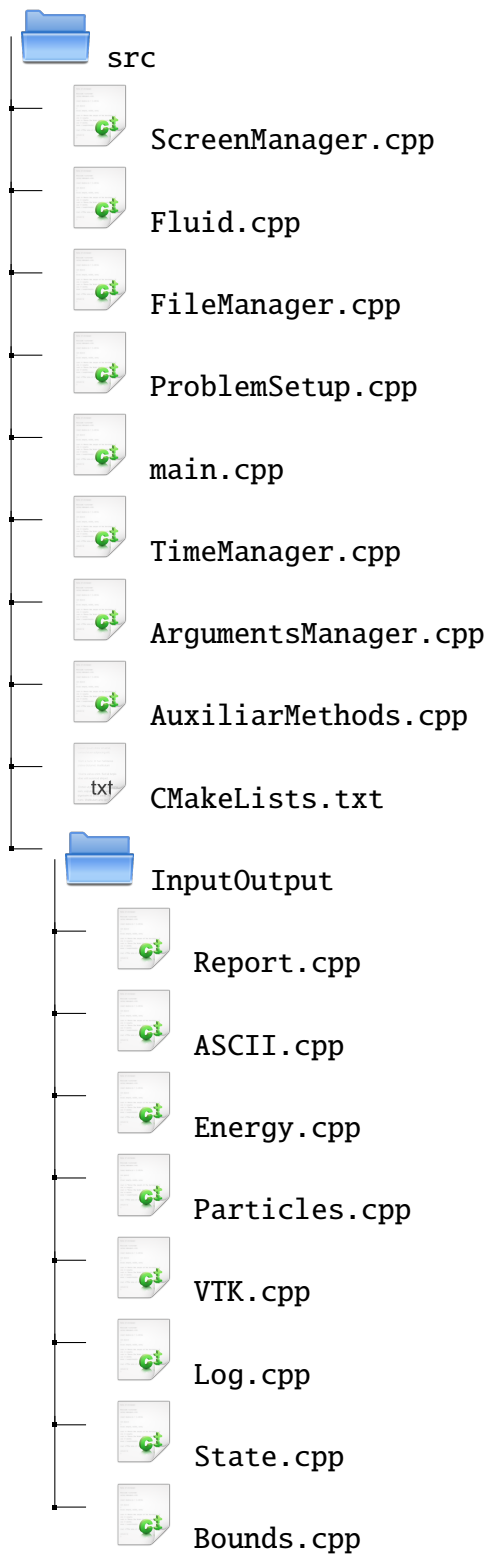 src
ScreenManager.cpp
Fluid.cpp
FileManager.cpp
ProblemSetup.cpp
main.cpp
TimeManager.cpp
ArgumentsManager.cpp
AuxiliarMethods.cpp
txt
CMakeLists.txt
InputOutput
Report.cpp
ASCII.cpp
Energy.cpp
Particles.cpp
VTK.cpp
Log.cpp
State.cpp
Bounds.cpp